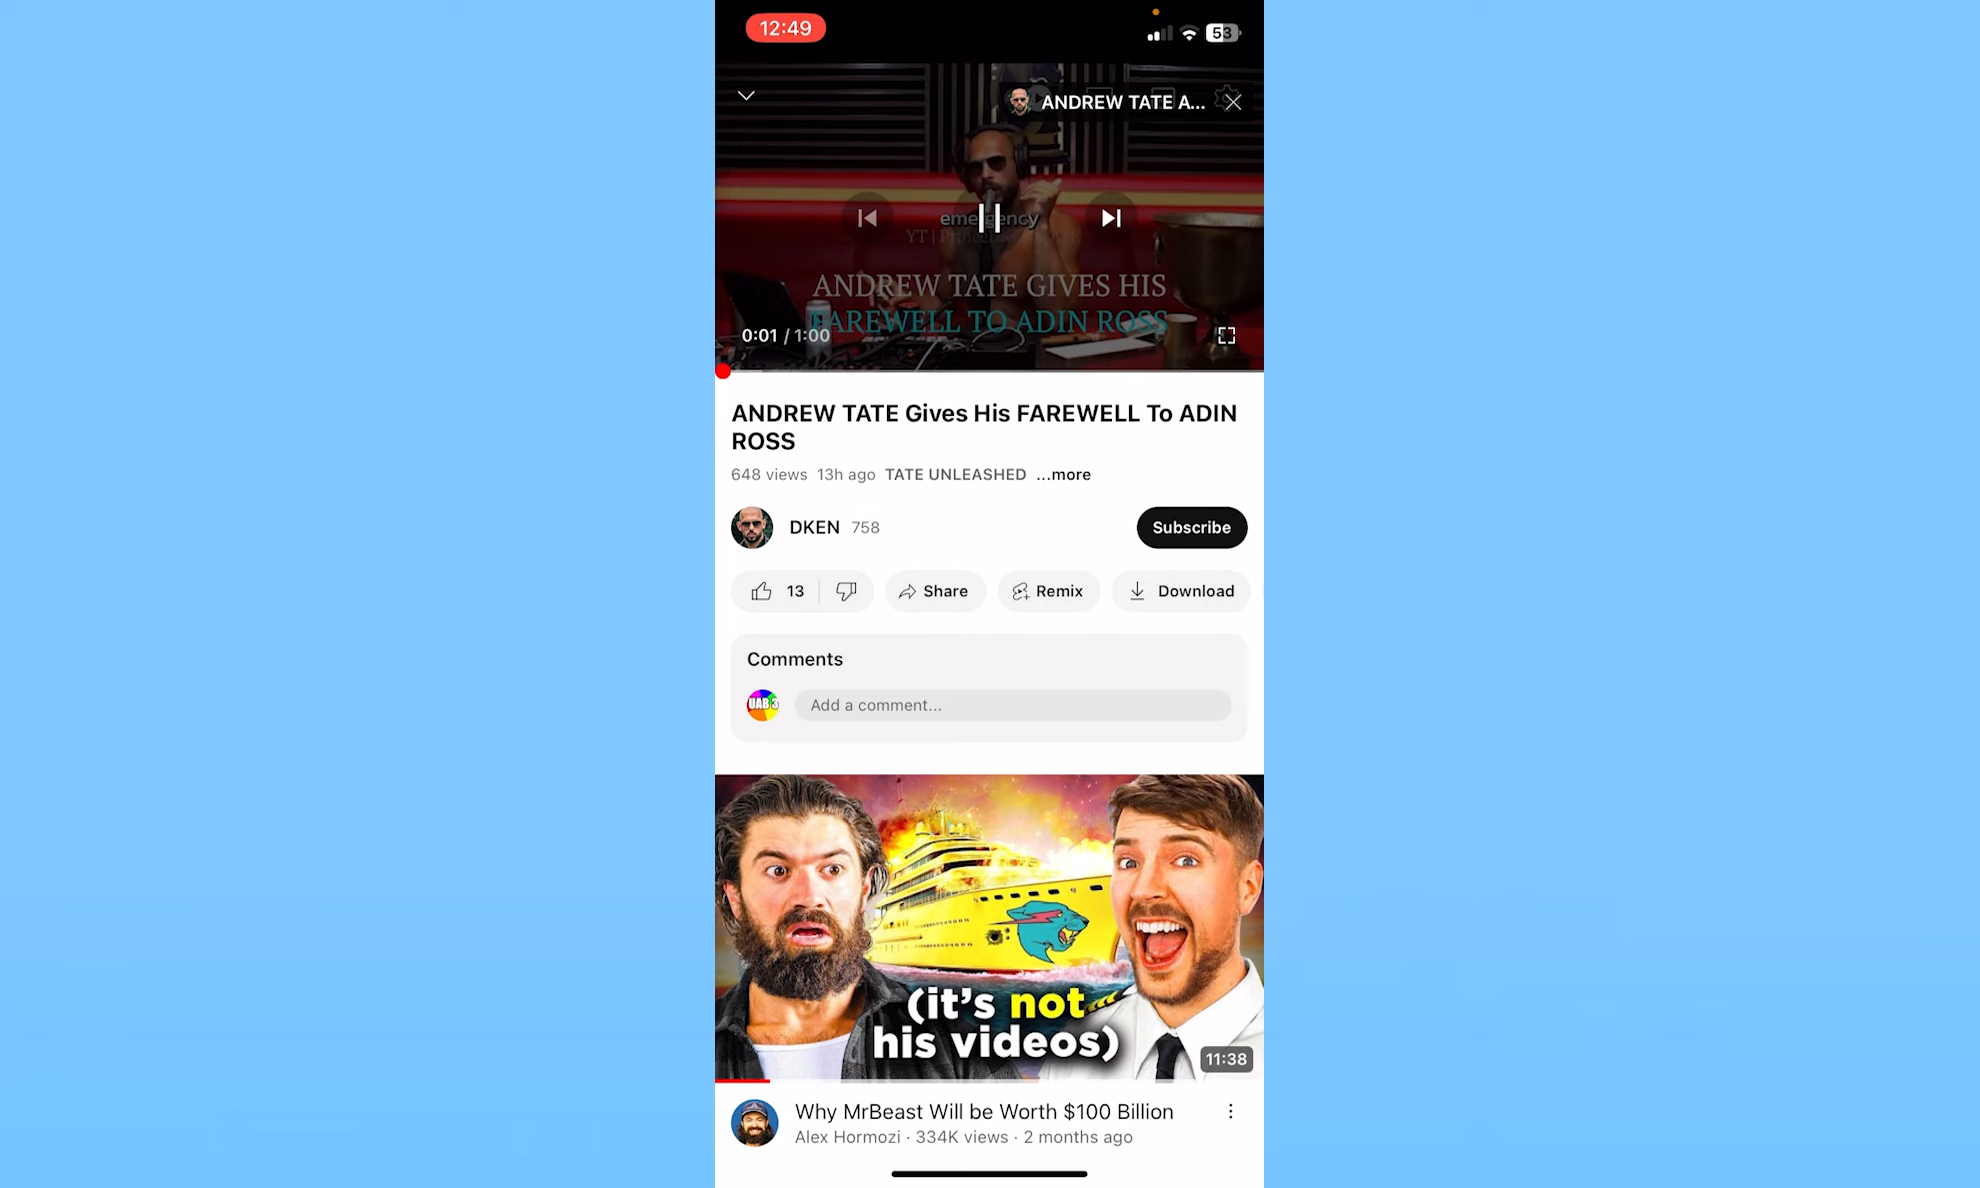 12:49
53
ANDREW TATE A...
emergency
ANDREW TATE GIVES HIS
FAREWELL TO ADIN ROSS
0:01 / 1:00
ANDREW TATE Gives His FAREWELL To ADIN
ROSS
648 views 13h ago TATE UNLEASHED ...more
DKEN 758
Subscribe
13
Share
Remix
Download
Comments
UAB 3
Add a comment...
(it's not
his videos)
11:38
Why MrBeast Will be Worth $100 Billion
Alex Hormozi · 334K views · 2 months ago